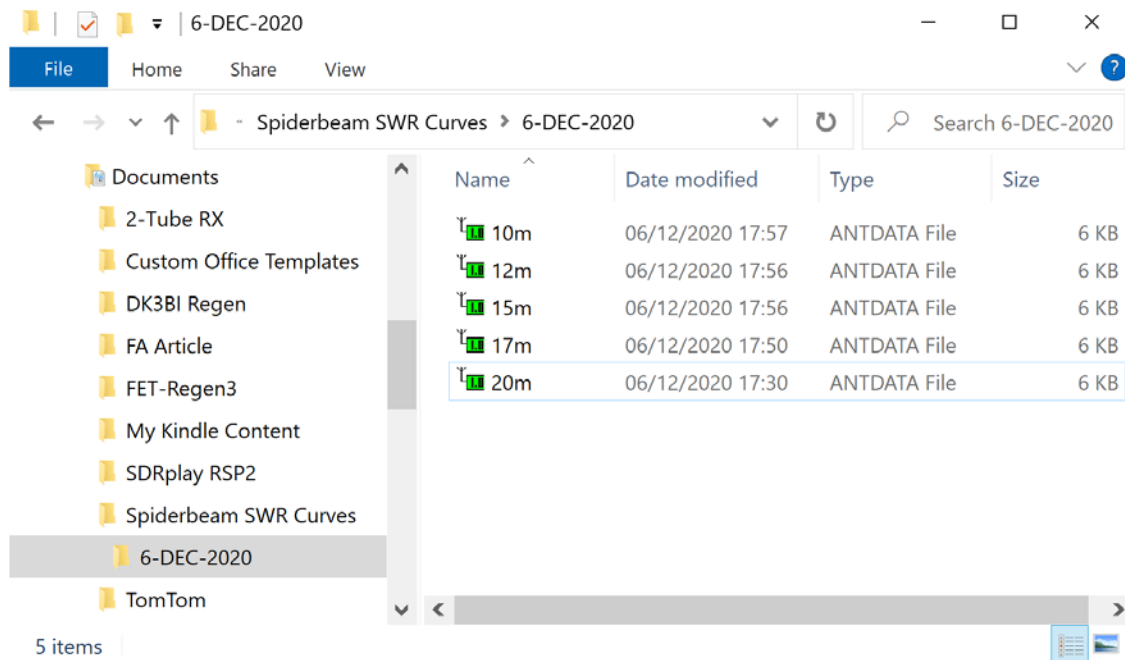 6-DEC-2020
File Home Share View ?
Spiderbeam SWR Curves 6-DEC-2020 Search 6-DEC-2020
Documents
2-Tube RX
Custom Office Templates
DK3BI Regen
FA Article
FET-Regen3
My Kindle Content
SDRplay RSP2
Spiderbeam SWR Curves
6-DEC-2020
TomTom
Name Date modified Type Size
10m 06/12/2020 17:57 ANTDATA File 6 KB
12m 06/12/2020 17:56 ANTDATA File 6 KB
15m 06/12/2020 17:56 ANTDATA File 6 KB
17m 06/12/2020 17:50 ANTDATA File 6 KB
20m 06/12/2020 17:30 ANTDATA File 6 KB
5 items